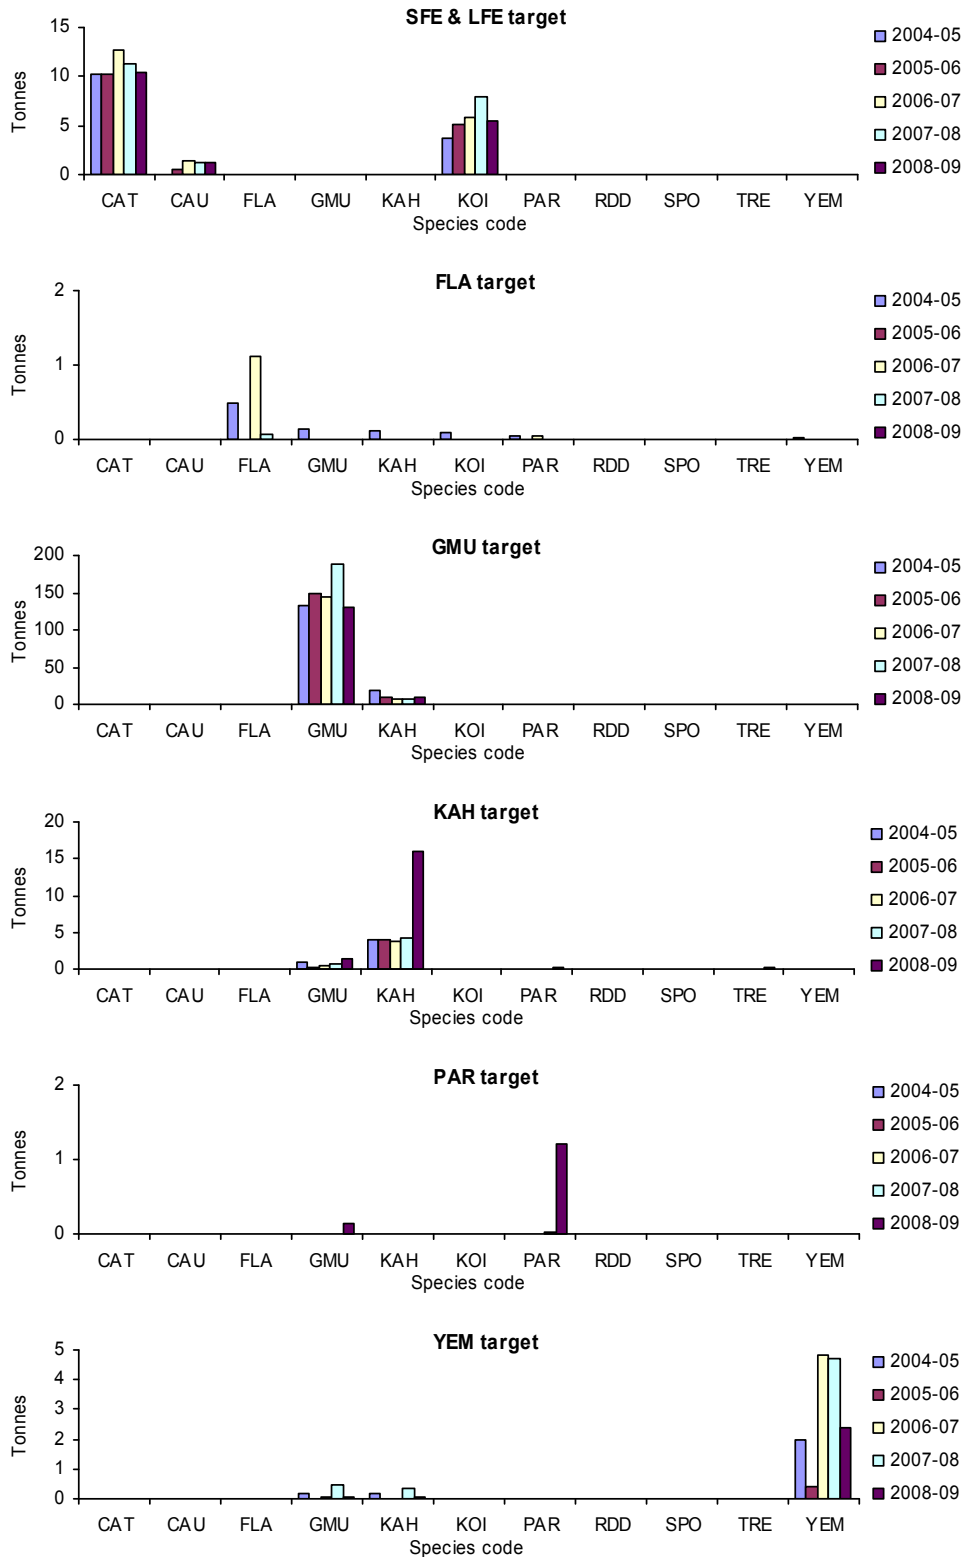 SFE & LFE target
Tonnes
15
10
5
0
CAT CAU FLA GMU KAH KOI PAR RDD SPO TRE YEM
Species code
2004-05
2005-06
2006-07
2007-08
2008-09
FLA target
Tonnes
2
1
0
CAT CAU FLA GMU KAH KOI PAR RDD SPO TRE YEM
Species code
2004-05
2005-06
2006-07
2007-08
2008-09
GMU target
Tonnes
200
150
100
50
0
CAT CAU FLA GMU KAH KOI PAR RDD SPO TRE YEM
Species code
2004-05
2005-06
2006-07
2007-08
2008-09
KAH target
Tonnes
20
15
10
5
0
CAT CAU FLA GMU KAH KOI PAR RDD SPO TRE YEM
Species code
2004-05
2005-06
2006-07
2007-08
2008-09
PAR target
Tonnes
2
1
0
CAT CAU FLA GMU KAH KOI PAR RDD SPO TRE YEM
Species code
2004-05
2005-06
2006-07
2007-08
2008-09
YEM target
Tonnes
5
4
3
2
1
0
CAT CAU FLA GMU KAH KOI PAR RDD SPO TRE YEM
Species code
2004-05
2005-06
2006-07
2007-08
2008-09